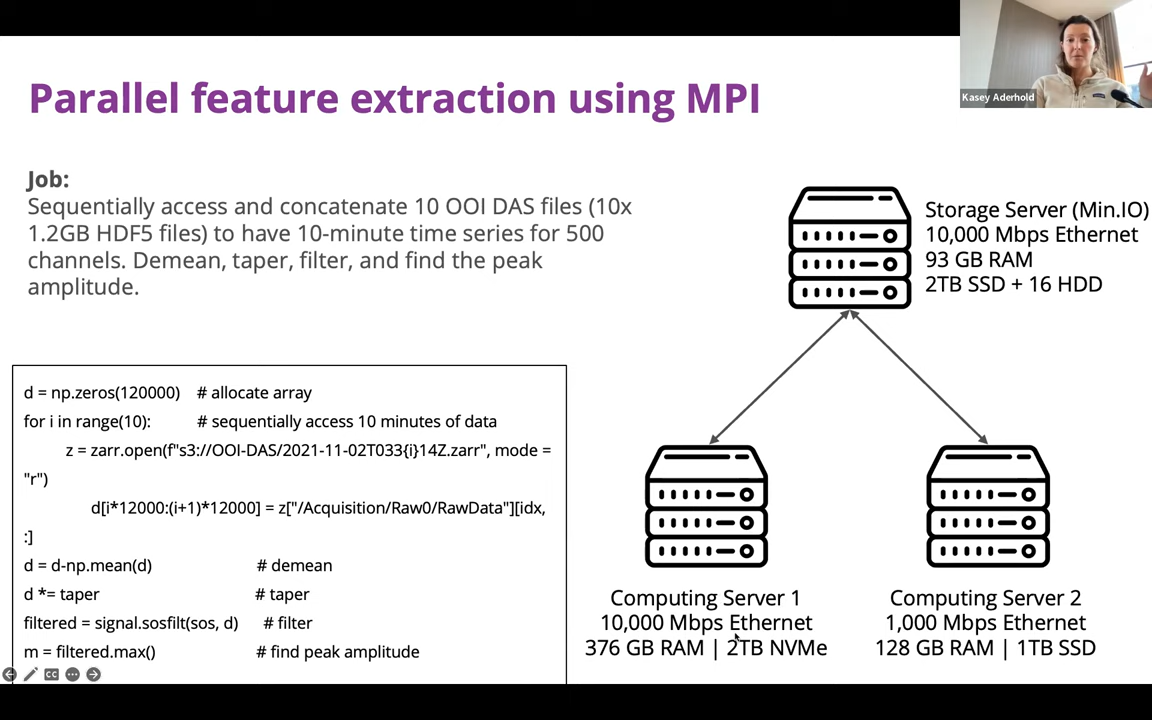 Parallel feature extraction using MPI
Kasey Aderhold
Job:
Sequentially access and concatenate 10 OOI DAS files (10x
1.2GB HDF5 files) to have 10-minute time series for 500
channels. Demean, taper, filter, and find the peak
amplitude.
Storage Server (Min.IO)
10,000 Mbps Ethernet
93 GB RAM
2TB SSD + 16 HDD
d = np.zeros(120000) # allocate array
for i in range(10): # sequentially access 10 minutes of data
z = zarr.open(f"s3://OOI-DAS/2021-11-02T033{i}14Z.zarr", mode =
"r")
d[i*12000:(i+1)*12000] = z["/Acquisition/Raw0/RawData"][idx,
:]
d = d-np.mean(d) # demean
d *= taper # taper
filtered = signal.sosfilt(sos, d) # filter
m = filtered.max() # find peak amplitude
Computing Server 1
10,000 Mbps Ethernet
376 GB RAM | 2TB NVMe
Computing Server 2
1,000 Mbps Ethernet
128 GB RAM | 1TB SSD
CC